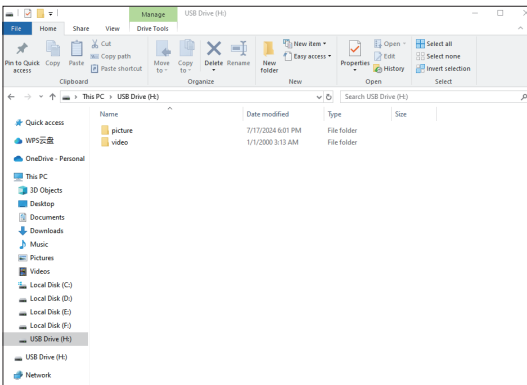 Manage
USB Drive (H:)
File
Home
Share
View
Drive Tools
Pin to Quick access
Copy
Paste
Cut
Copy path
Paste shortcut
Clipboard
Move to
Copy to
Delete
Rename
Organize
New folder
New item
Easy access
New
Properties
Open
Edit
History
Open
Select all
Select none
Invert selection
Select
This PC > USB Drive (H:)
Search USB Drive (H:)
Name
Date modified
Type
Size
picture
7/17/2024 6:01 PM
File folder
video
1/1/2000 3:13 AM
File folder
Quick access
WPS云盘
OneDrive - Personal
This PC
3D Objects
Desktop
Documents
Downloads
Music
Pictures
Videos
Local Disk (C:)
Local Disk (D:)
Local Disk (E:)
Local Disk (F:)
USB Drive (H:)
USB Drive (H:)
Network